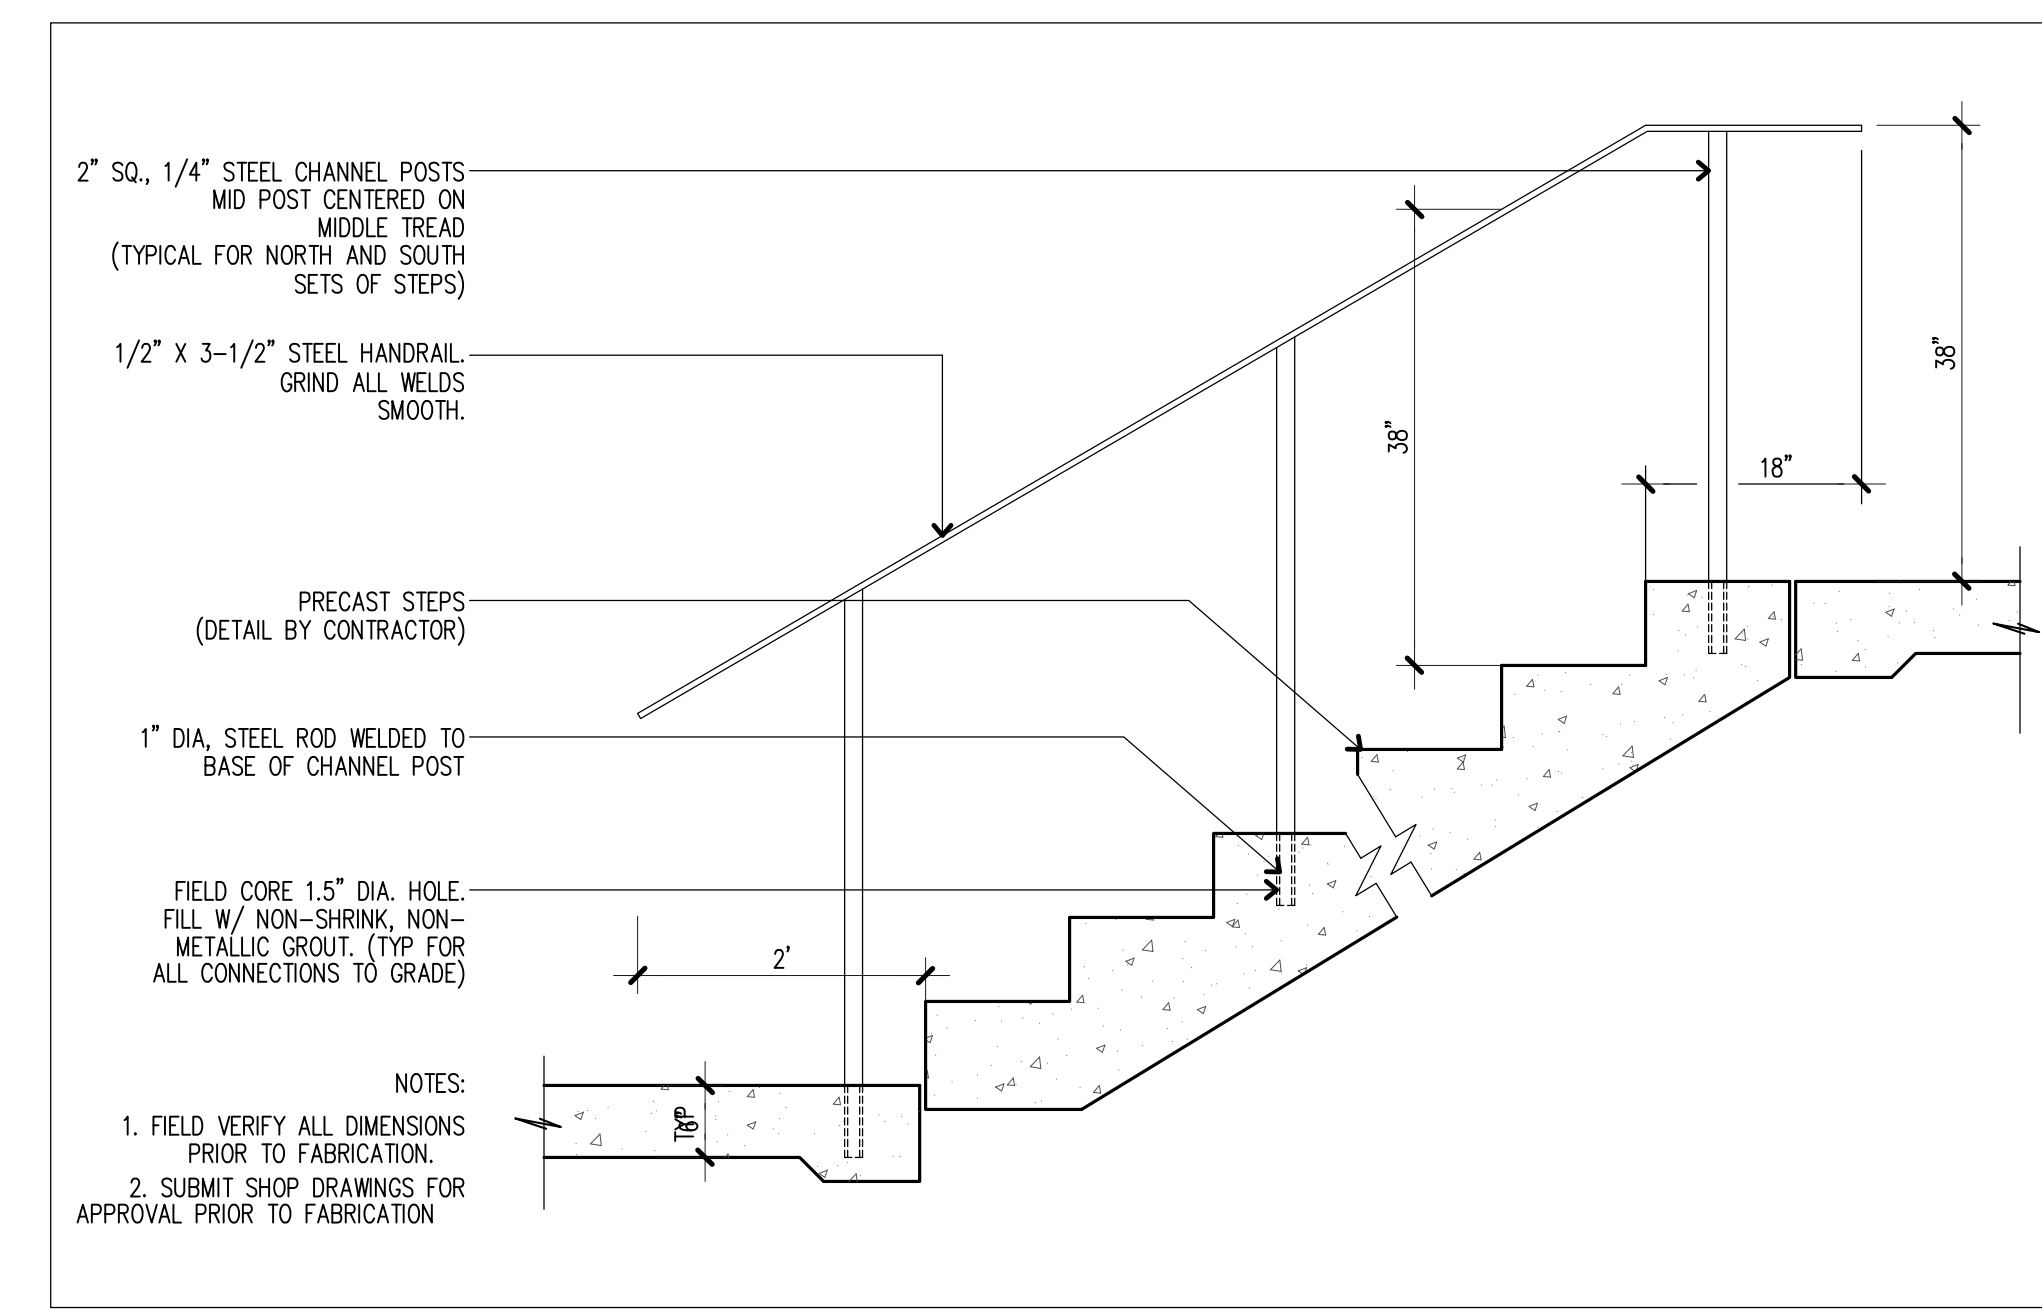 2” SQ., 1/4” STEEL CHANNEL POSTS
MID POST CENTERED ON
MIDDLE TREAD
(TYPICAL FOR NORTH AND SOUTH
SETS OF STEPS)
1/2” X 3-1/2” STEEL HANDRAIL.
GRIND ALL WELDS
SMOOTH.
38”
38”
18”
PRECAST STEPS
(DETAIL BY CONTRACTOR)
1” DIA, STEEL ROD WELDED TO
BASE OF CHANNEL POST
FIELD CORE 1.5” DIA. HOLE.
FILL W/ NON-SHRINK, NON-
METALLIC GROUT. (TYP FOR
ALL CONNECTIONS TO GRADE)
2’
NOTES:
1. FIELD VERIFY ALL DIMENSIONS
PRIOR TO FABRICATION.
2. SUBMIT SHOP DRAWINGS FOR
APPROVAL PRIOR TO FABRICATION
6”
TYP